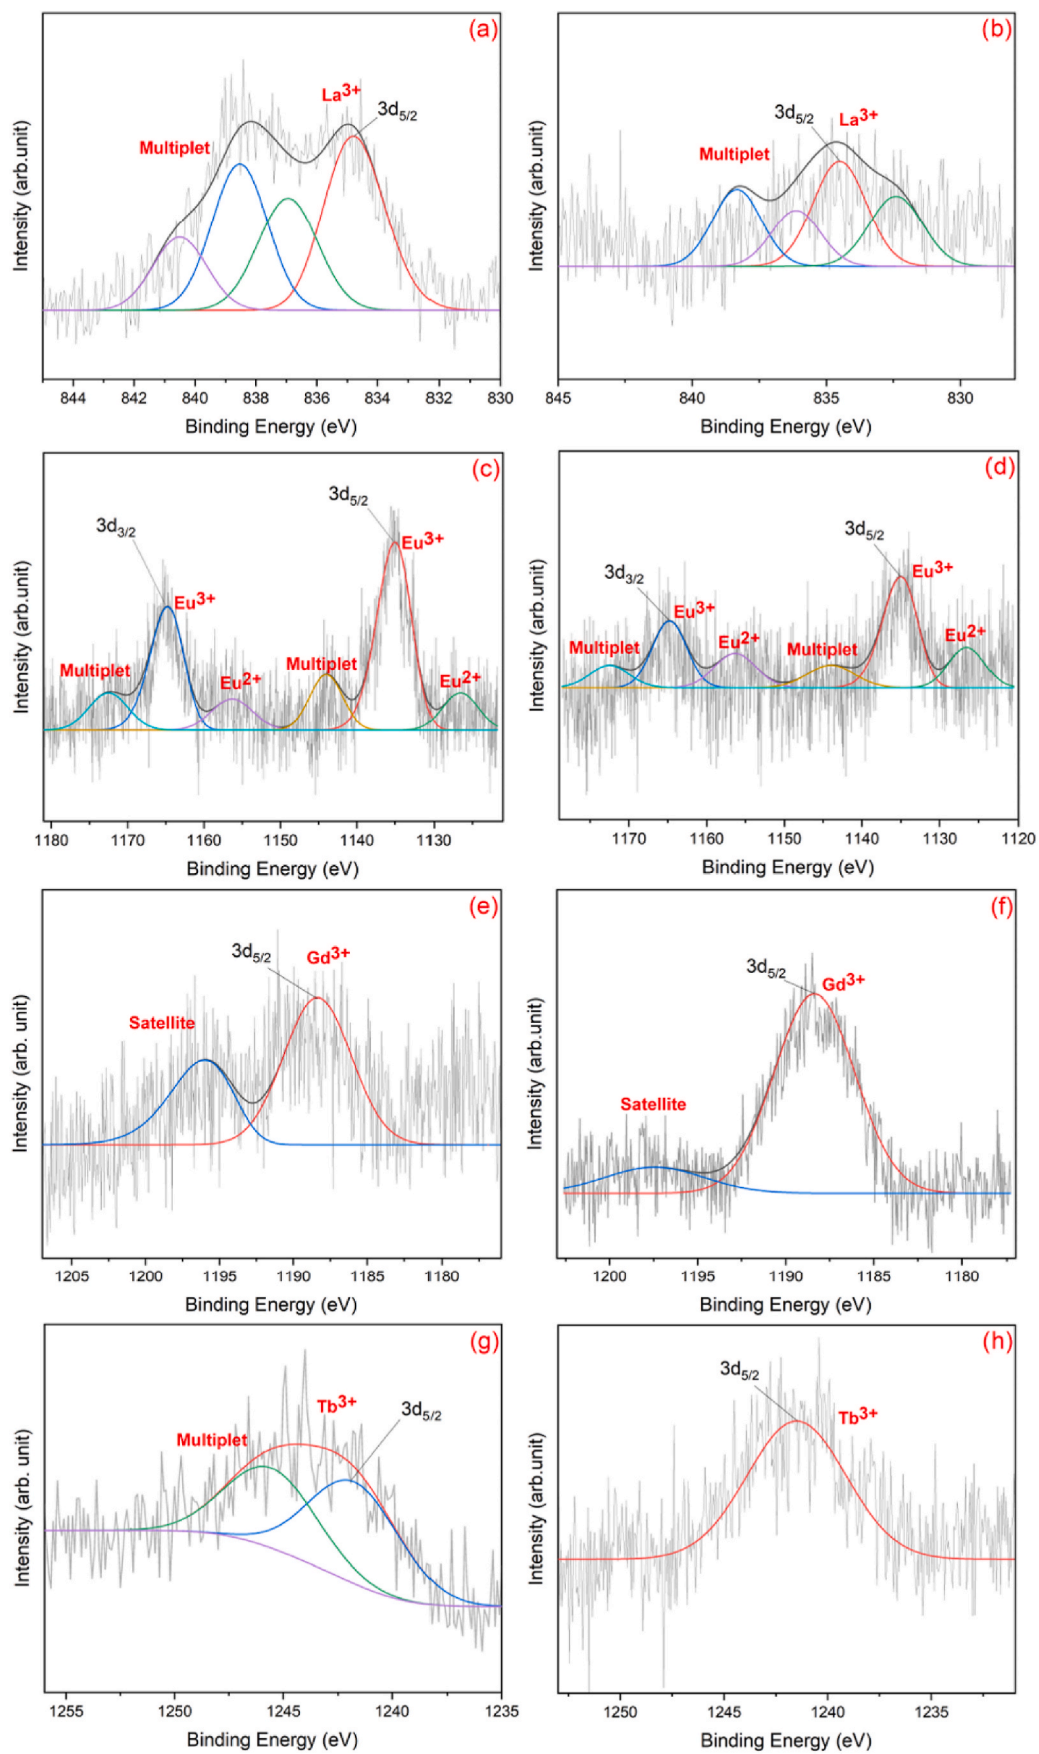 (a)
La3+
3d5/2
Multiplet
Intensity (arb.unit)
844 842 840 838 836 834 832 830
Binding Energy (eV)
(b)
3d5/2
La3+
Multiplet
Intensity (arb.unit)
845 840 835 830
Binding Energy (eV)
(c)
3d5/2
3d3/2
Eu3+
Eu3+
Multiplet
Multiplet
Eu2+
Eu2+
Intensity (arb.unit)
1180 1170 1160 1150 1140 1130
Binding Energy (eV)
(d)
3d5/2
3d3/2
Eu3+
Eu3+
Multiplet
Eu2+
Multiplet
Eu2+
Intensity (arb.unit)
1170 1160 1150 1140 1130 1120
Binding Energy (eV)
(e)
3d5/2
Gd3+
Satellite
Intensity (arb. unit)
1205 1200 1195 1190 1185 1180
Binding Energy (eV)
(f)
3d5/2
Gd3+
Satellite
Intensity (arb.unit)
1200 1195 1190 1185 1180
Binding Energy (eV)
(g)
Tb3+
3d5/2
Multiplet
Intensity (arb. unit)
1255 1250 1245 1240 1235
Binding Energy (eV)
(h)
3d5/2
Tb3+
Intensity (arb.unit)
1250 1245 1240 1235
Binding Energy (eV)